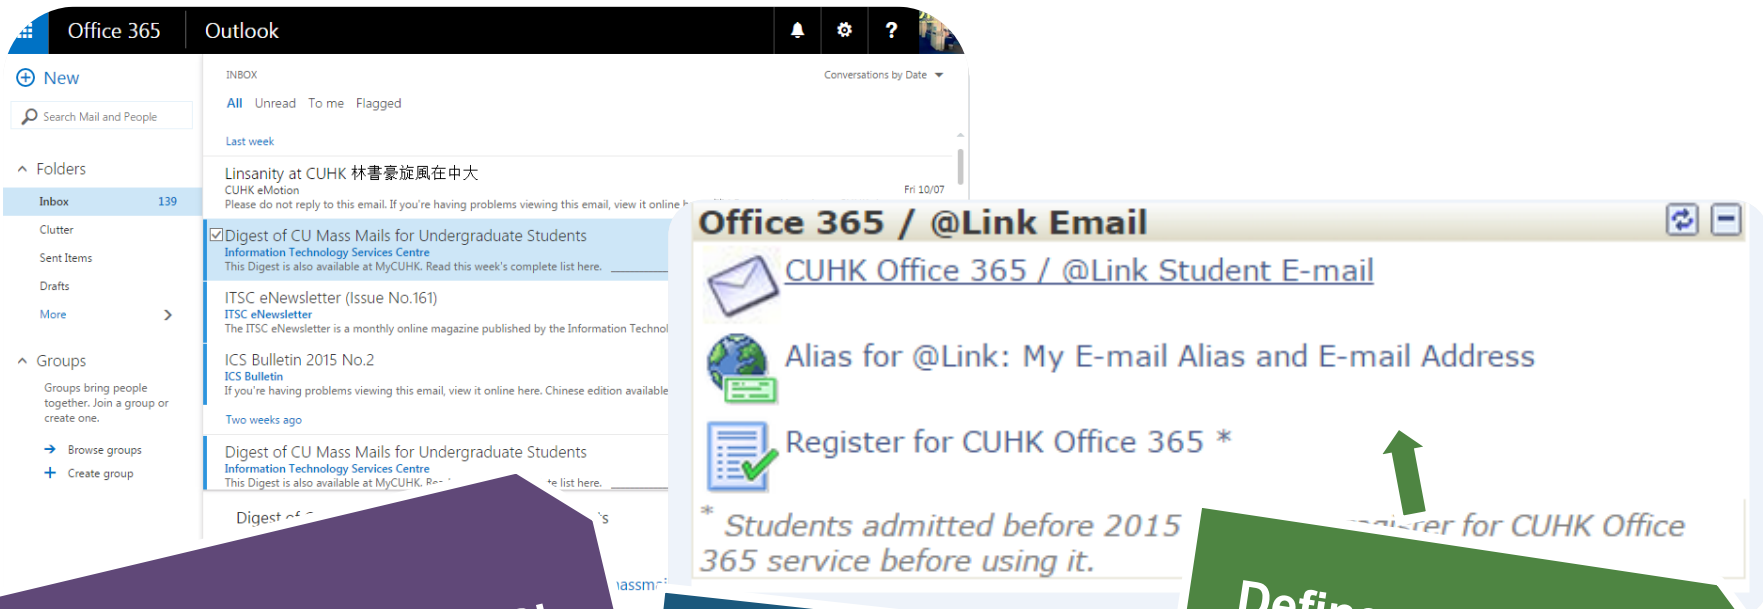 Office 365
Outlook
?
New
Search Mail and People
Folders
Inbox 139
Clutter
Sent Items
Drafts
More
Groups
Groups bring people
together. Join a group or
create one.
Browse groups
Create group
INBOX
Conversations by Date
All Unread To me Flagged
Last week
Linsanity at CUHK 林書豪旋風在中大
CUHK eMotion
Fri 10/07
Please do not reply to this email. If you're having problems viewing this email, view it online
Digest of CU Mass Mails for Undergraduate Students
Information Technology Services Centre
This Digest is also available at MyCUHK. Read this week's complete list here.
ITSC eNewsletter (Issue No.161)
ITSC eNewsletter
The ITSC eNewsletter is a monthly online magazine published by the Information
ICS Bulletin 2015 No.2
ICS Bulletin
If you're having problems viewing this email, view it online here. Chinese edition available
Two weeks ago
Digest of CU Mass Mails for Undergraduate Students
Information Technology Services Centre
This Digest is also available at MyCUHK. list here.
Digest
Office 365 / @Link Email
CUHK Office 365 / @Link Student E-mail
Alias for @Link: My E-mail Alias and E-mail Address
Register for CUHK Office 365 *
* Students admitted before 2015 for CUHK Office
365 service before using it.